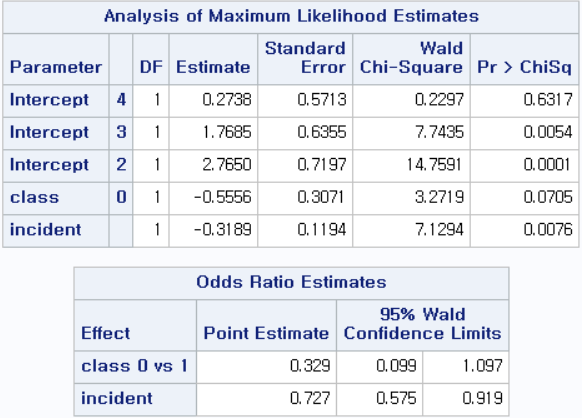 Analysis of Maximum Likelihood Estimates
Parameter DF Estimate Standard Error Wald Chi-Square Pr > ChiSq
Intercept 4 1 0.2738 0.5713 0.2297 0.6317
Intercept 3 1 1.7685 0.6355 7.7435 0.0054
Intercept 2 1 2.7650 0.7197 14.7591 0.0001
class 0 1 -0.5556 0.3071 3.2719 0.0705
incident 1 -0.3189 0.1194 7.1294 0.0076
Odds Ratio Estimates
Effect Point Estimate 95% Wald Confidence Limits
class 0 vs 1 0.329 0.099 1.097
incident 0.727 0.575 0.919